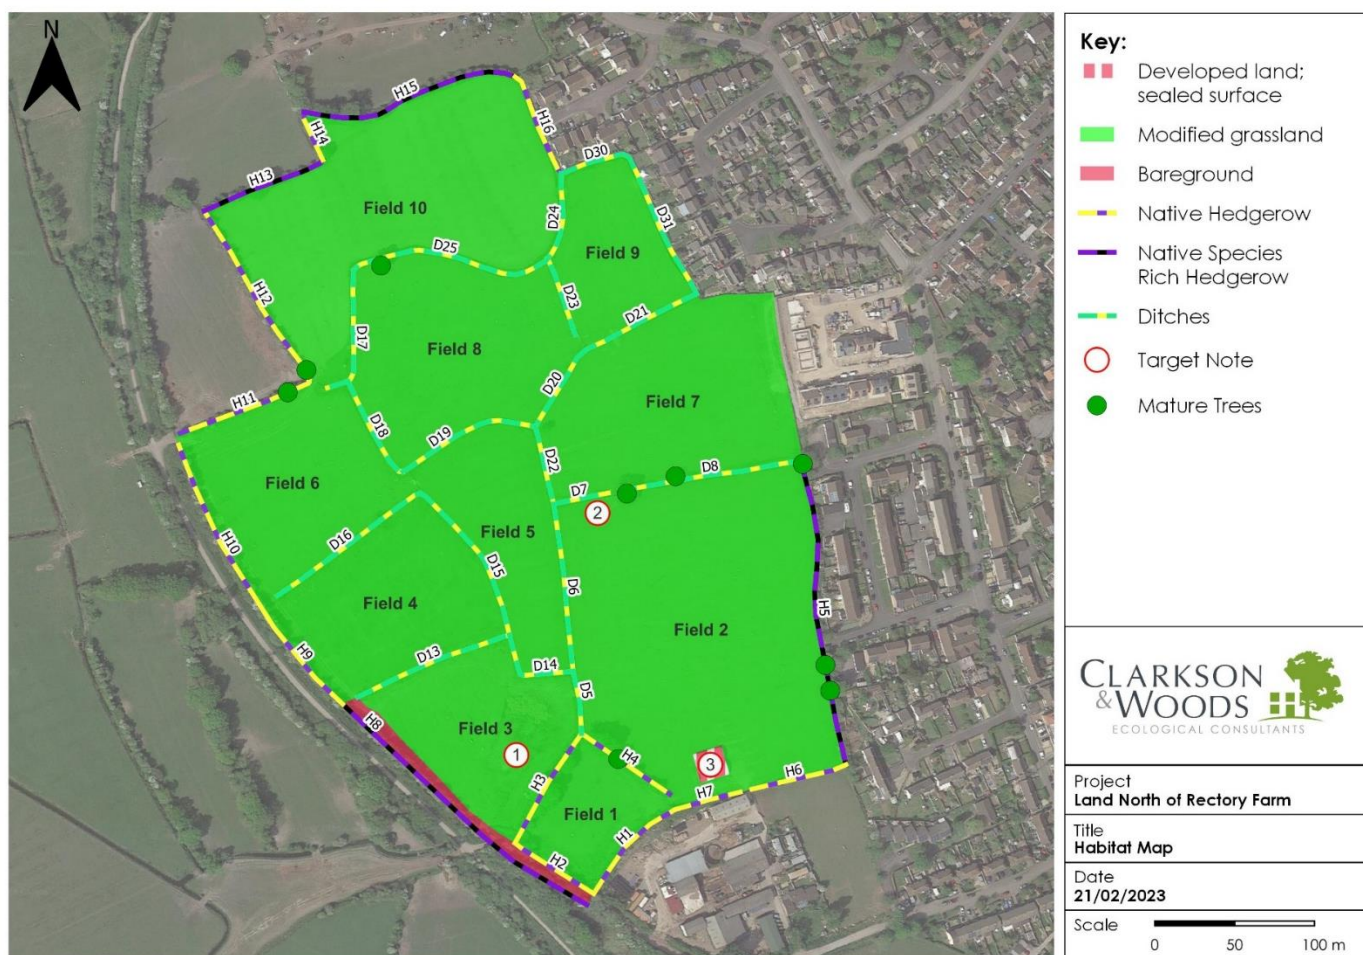 N
H15
H14
H16
H13
D30
Field 10
D24
D31
D25
Field 9
H12
D23
D21
D17
Field 8
D20
Field 7
H11
D18
D19
D22
D8
Field 6
D7
2
Field 5
D16
H10
D15
D6
Field 4
Field 2
H5
D13
H9
D14
D5
H8
Field 3
1
H4
3
H3
H6
H7
Field 1
H1
H2
Key:
Developed land;
sealed surface
Modified grassland
Bareground
Native Hedgerow
Native Species
Rich Hedgerow
Ditches
Target Note
Mature Trees
CLARKSON
& WOODS
ECOLOGICAL CONSULTANTS
Project
Land North of Rectory Farm
Title
Habitat Map
Date
21/02/2023
Scale
0 50 100 m